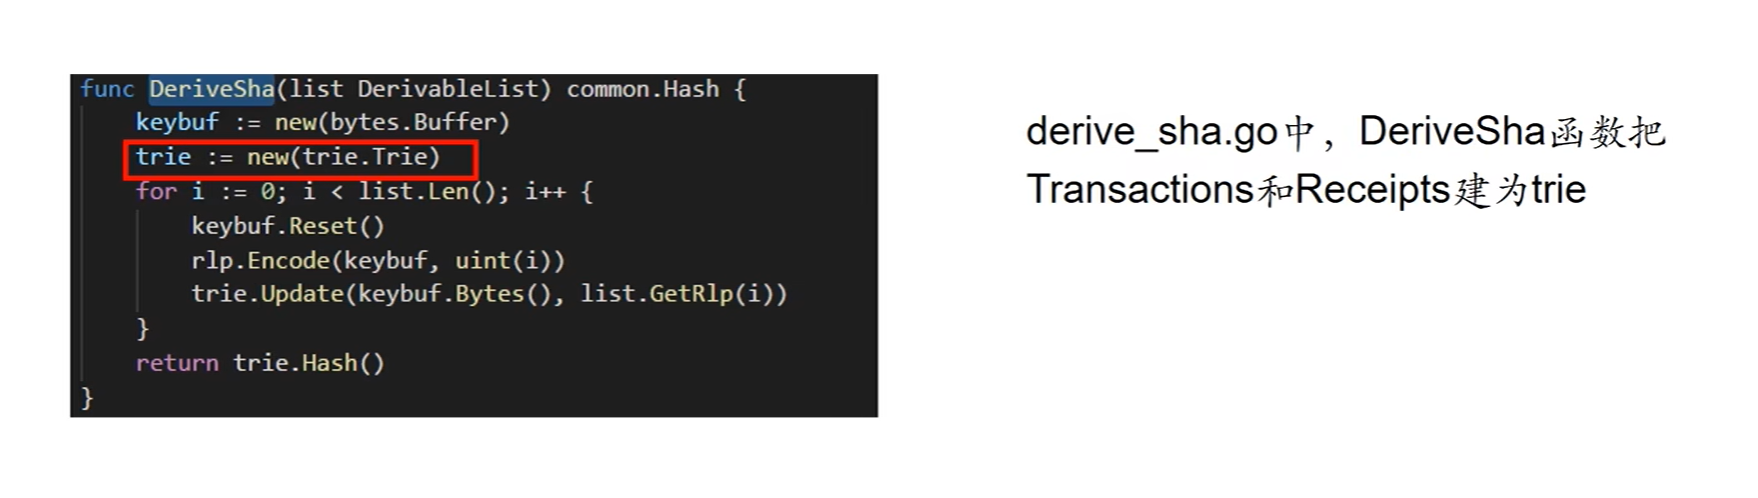 func DeriveSha(list DerivableList) common.Hash {
keybuf := new(bytes.Buffer)
trie := new(trie.Trie)
for i := 0; i < list.Len(); i++ {
keybuf.Reset()
rlp.Encode(keybuf, uint(i))
trie.Update(keybuf.Bytes(), list.GetRlp(i))
}
return trie.Hash()
}
derive_sha.go中，DeriveSha函数把
Transactions和Receipts建为trie